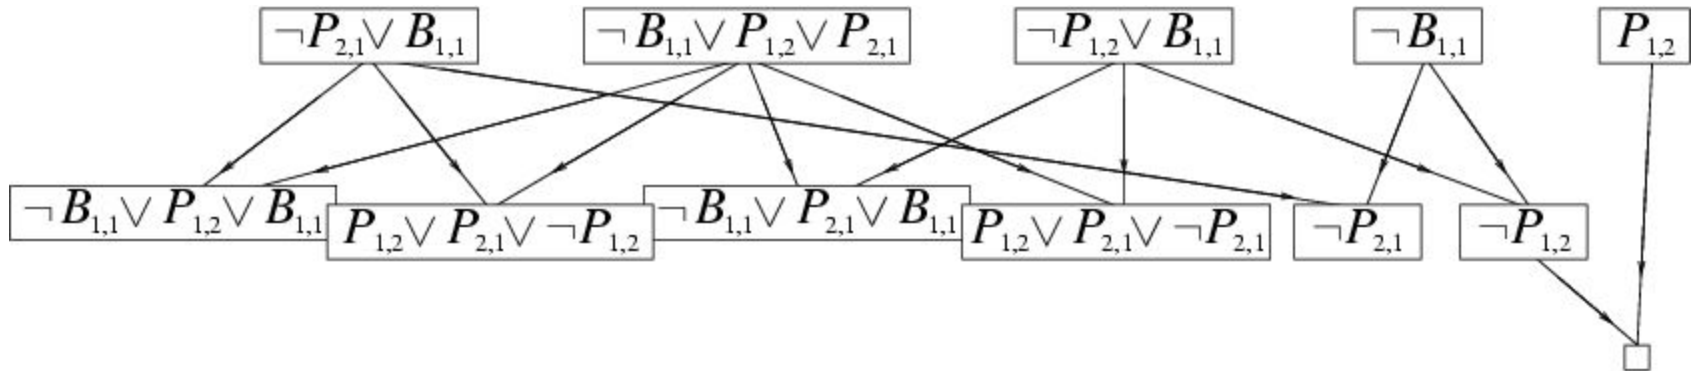 ¬P2,1 ∨ B1,1 ¬B1,1 ∨ P1,2 ∨ P2,1 ¬P1,2 ∨ B1,1 ¬B1,1 P1,2
¬B1,1 ∨ P1,2 ∨ B1,1 P1,2 ∨ P2,1 ∨ ¬P1,2 ¬B1,1 ∨ P2,1 ∨ B1,1 P1,2 ∨ P2,1 ∨ ¬P2,1 ¬P2,1 ¬P1,2